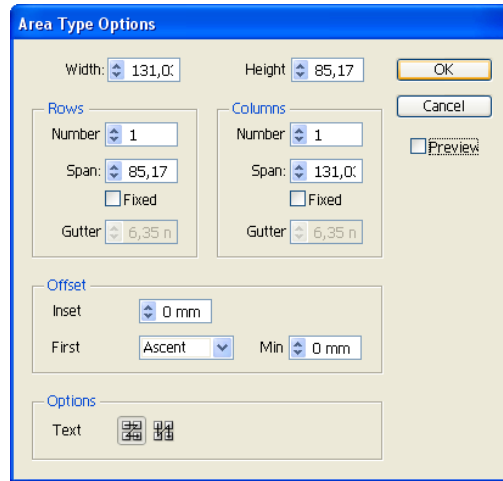 Area Type Options
Width: 131,0 Height 85,17 OK
Rows Columns Cancel
Number 1 Number 1 Preview
Span: 85,17 Span: 131,0
Fixed Fixed
Gutter 6,35 Gutter 6,35
Offset
Inset 0 mm
First Ascent Min 0 mm
Options
Text